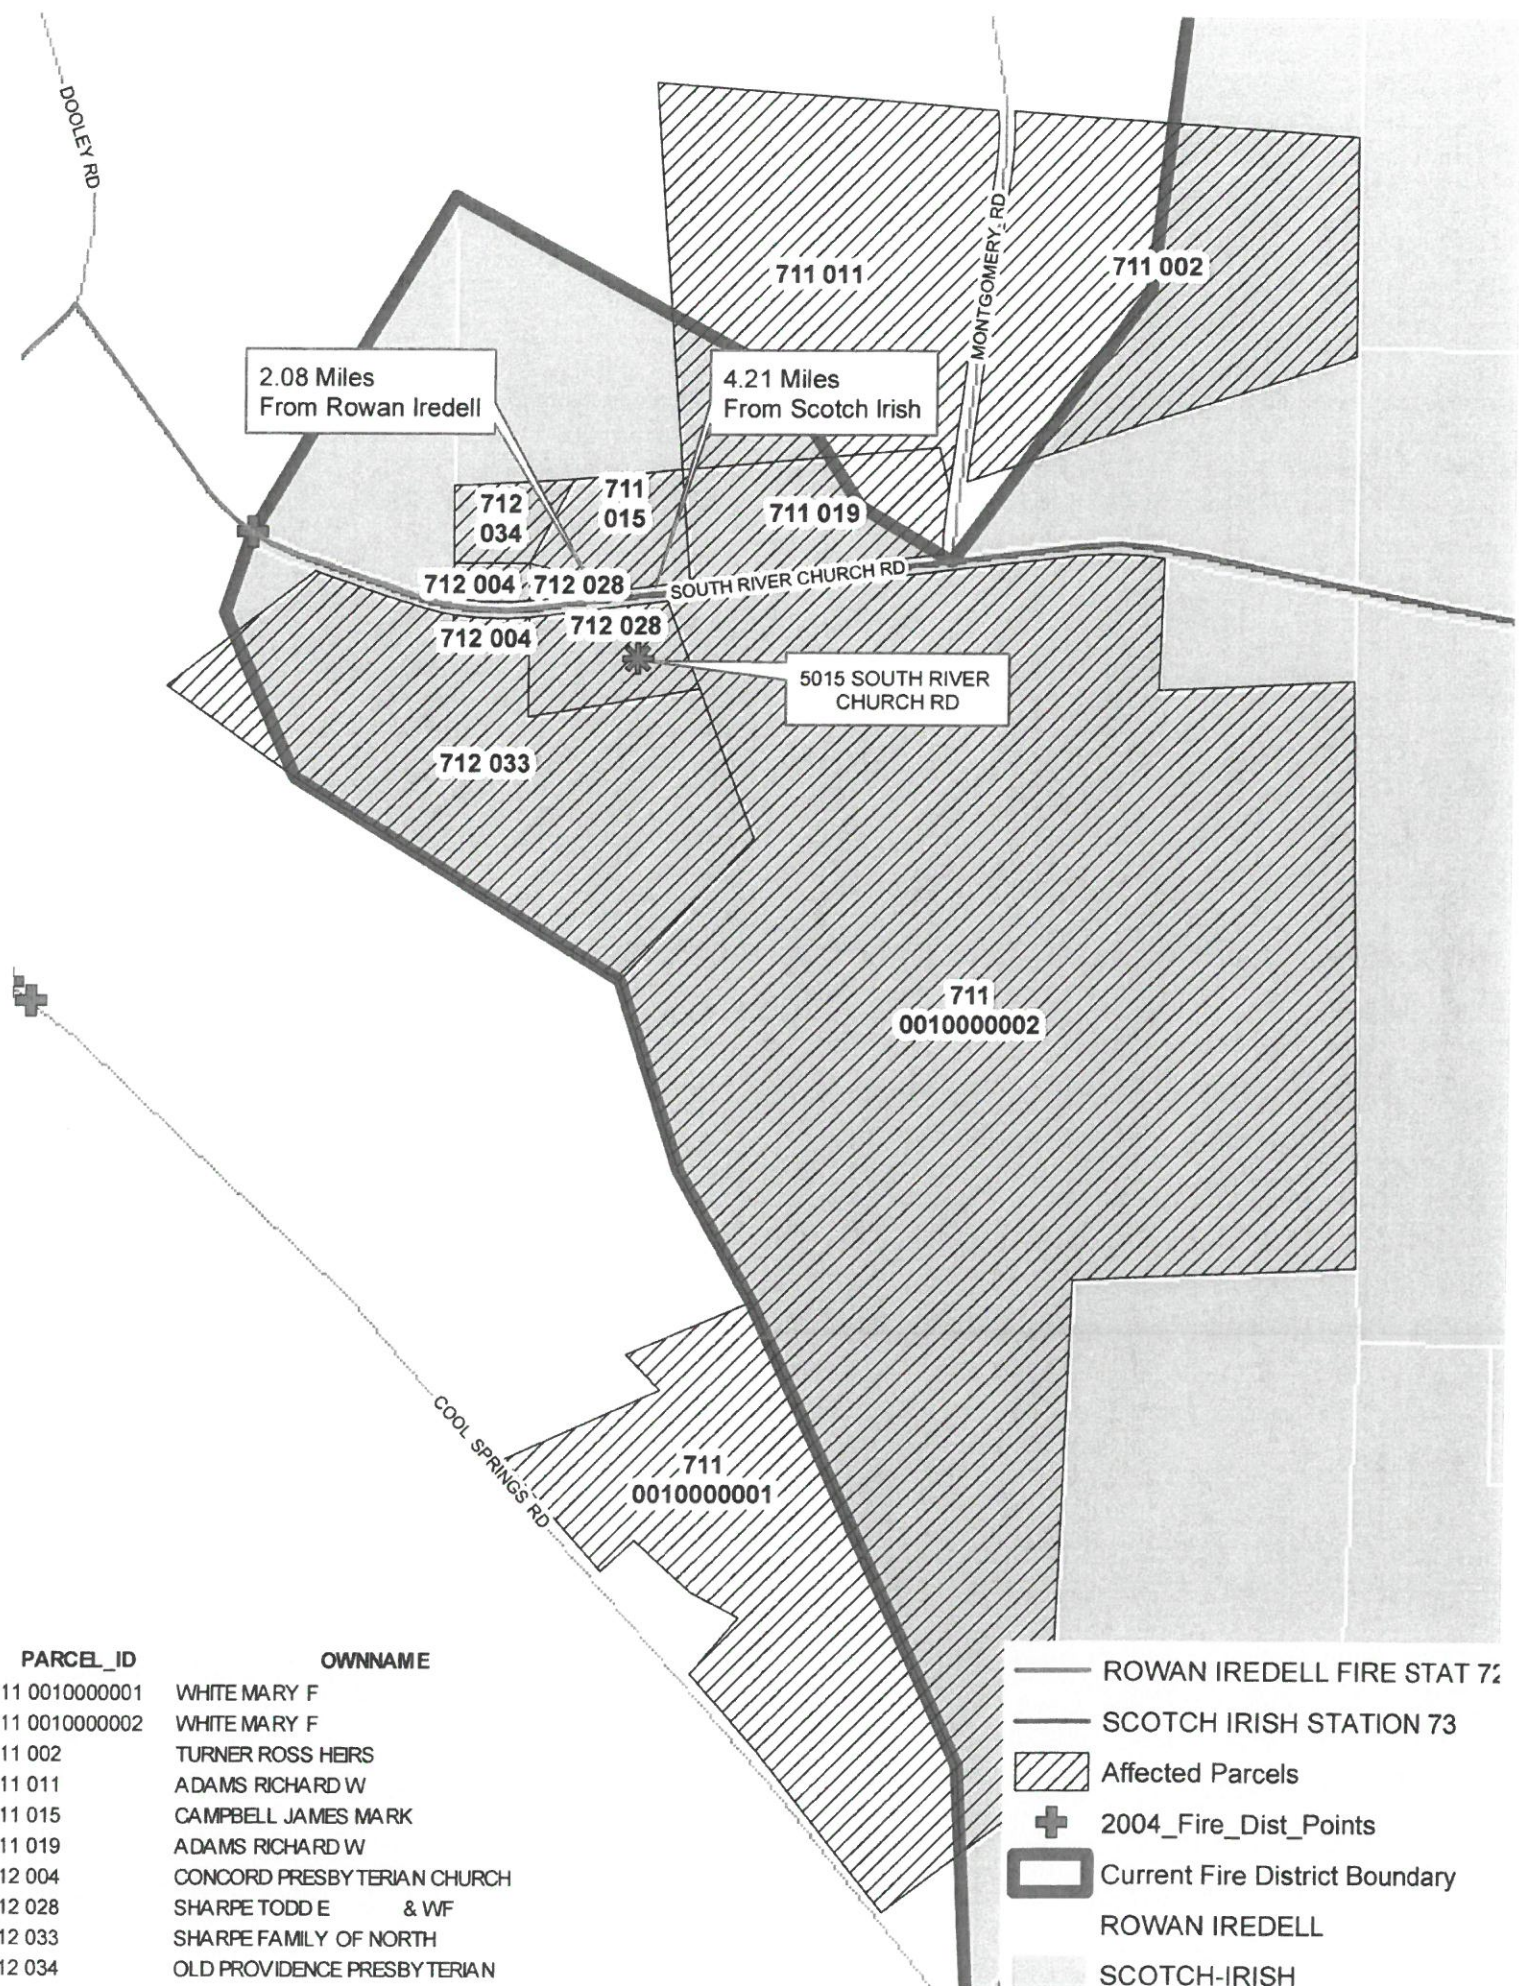 DOOLEY RD
MONTGOMERY RD
711 011
711 002
2.08 Miles
From Rowan Iredell
4.21 Miles
From Scotch Irish
712
034
711
015
711 019
712 004
712 028
SOUTH RIVER CHURCH RD
712 004
712 028
5015 SOUTH RIVER
CHURCH RD
712 033
711
0010000002
COOL SPRINGS RD
711
0010000001
PARCEL_ID OWNNAME
11 0010000001 WHITE MARY F
11 0010000002 WHITE MARY F
11 002 TURNER ROSS HEIRS
11 011 ADAMS RICHARD W
11 015 CAMPBELL JAMES MARK
11 019 ADAMS RICHARD W
12 004 CONCORD PRESBYTERIAN CHURCH
12 028 SHARPE TODD E & WF
12 033 SHARPE FAMILY OF NORTH
12 034 OLD PROVIDENCE PRESBYTERIAN
ROWAN IREDELL FIRE STAT 72
SCOTCH IRISH STATION 73
Affected Parcels
2004_Fire_Dist_Points
Current Fire District Boundary
ROWAN IREDELL
SCOTCH-IRISH